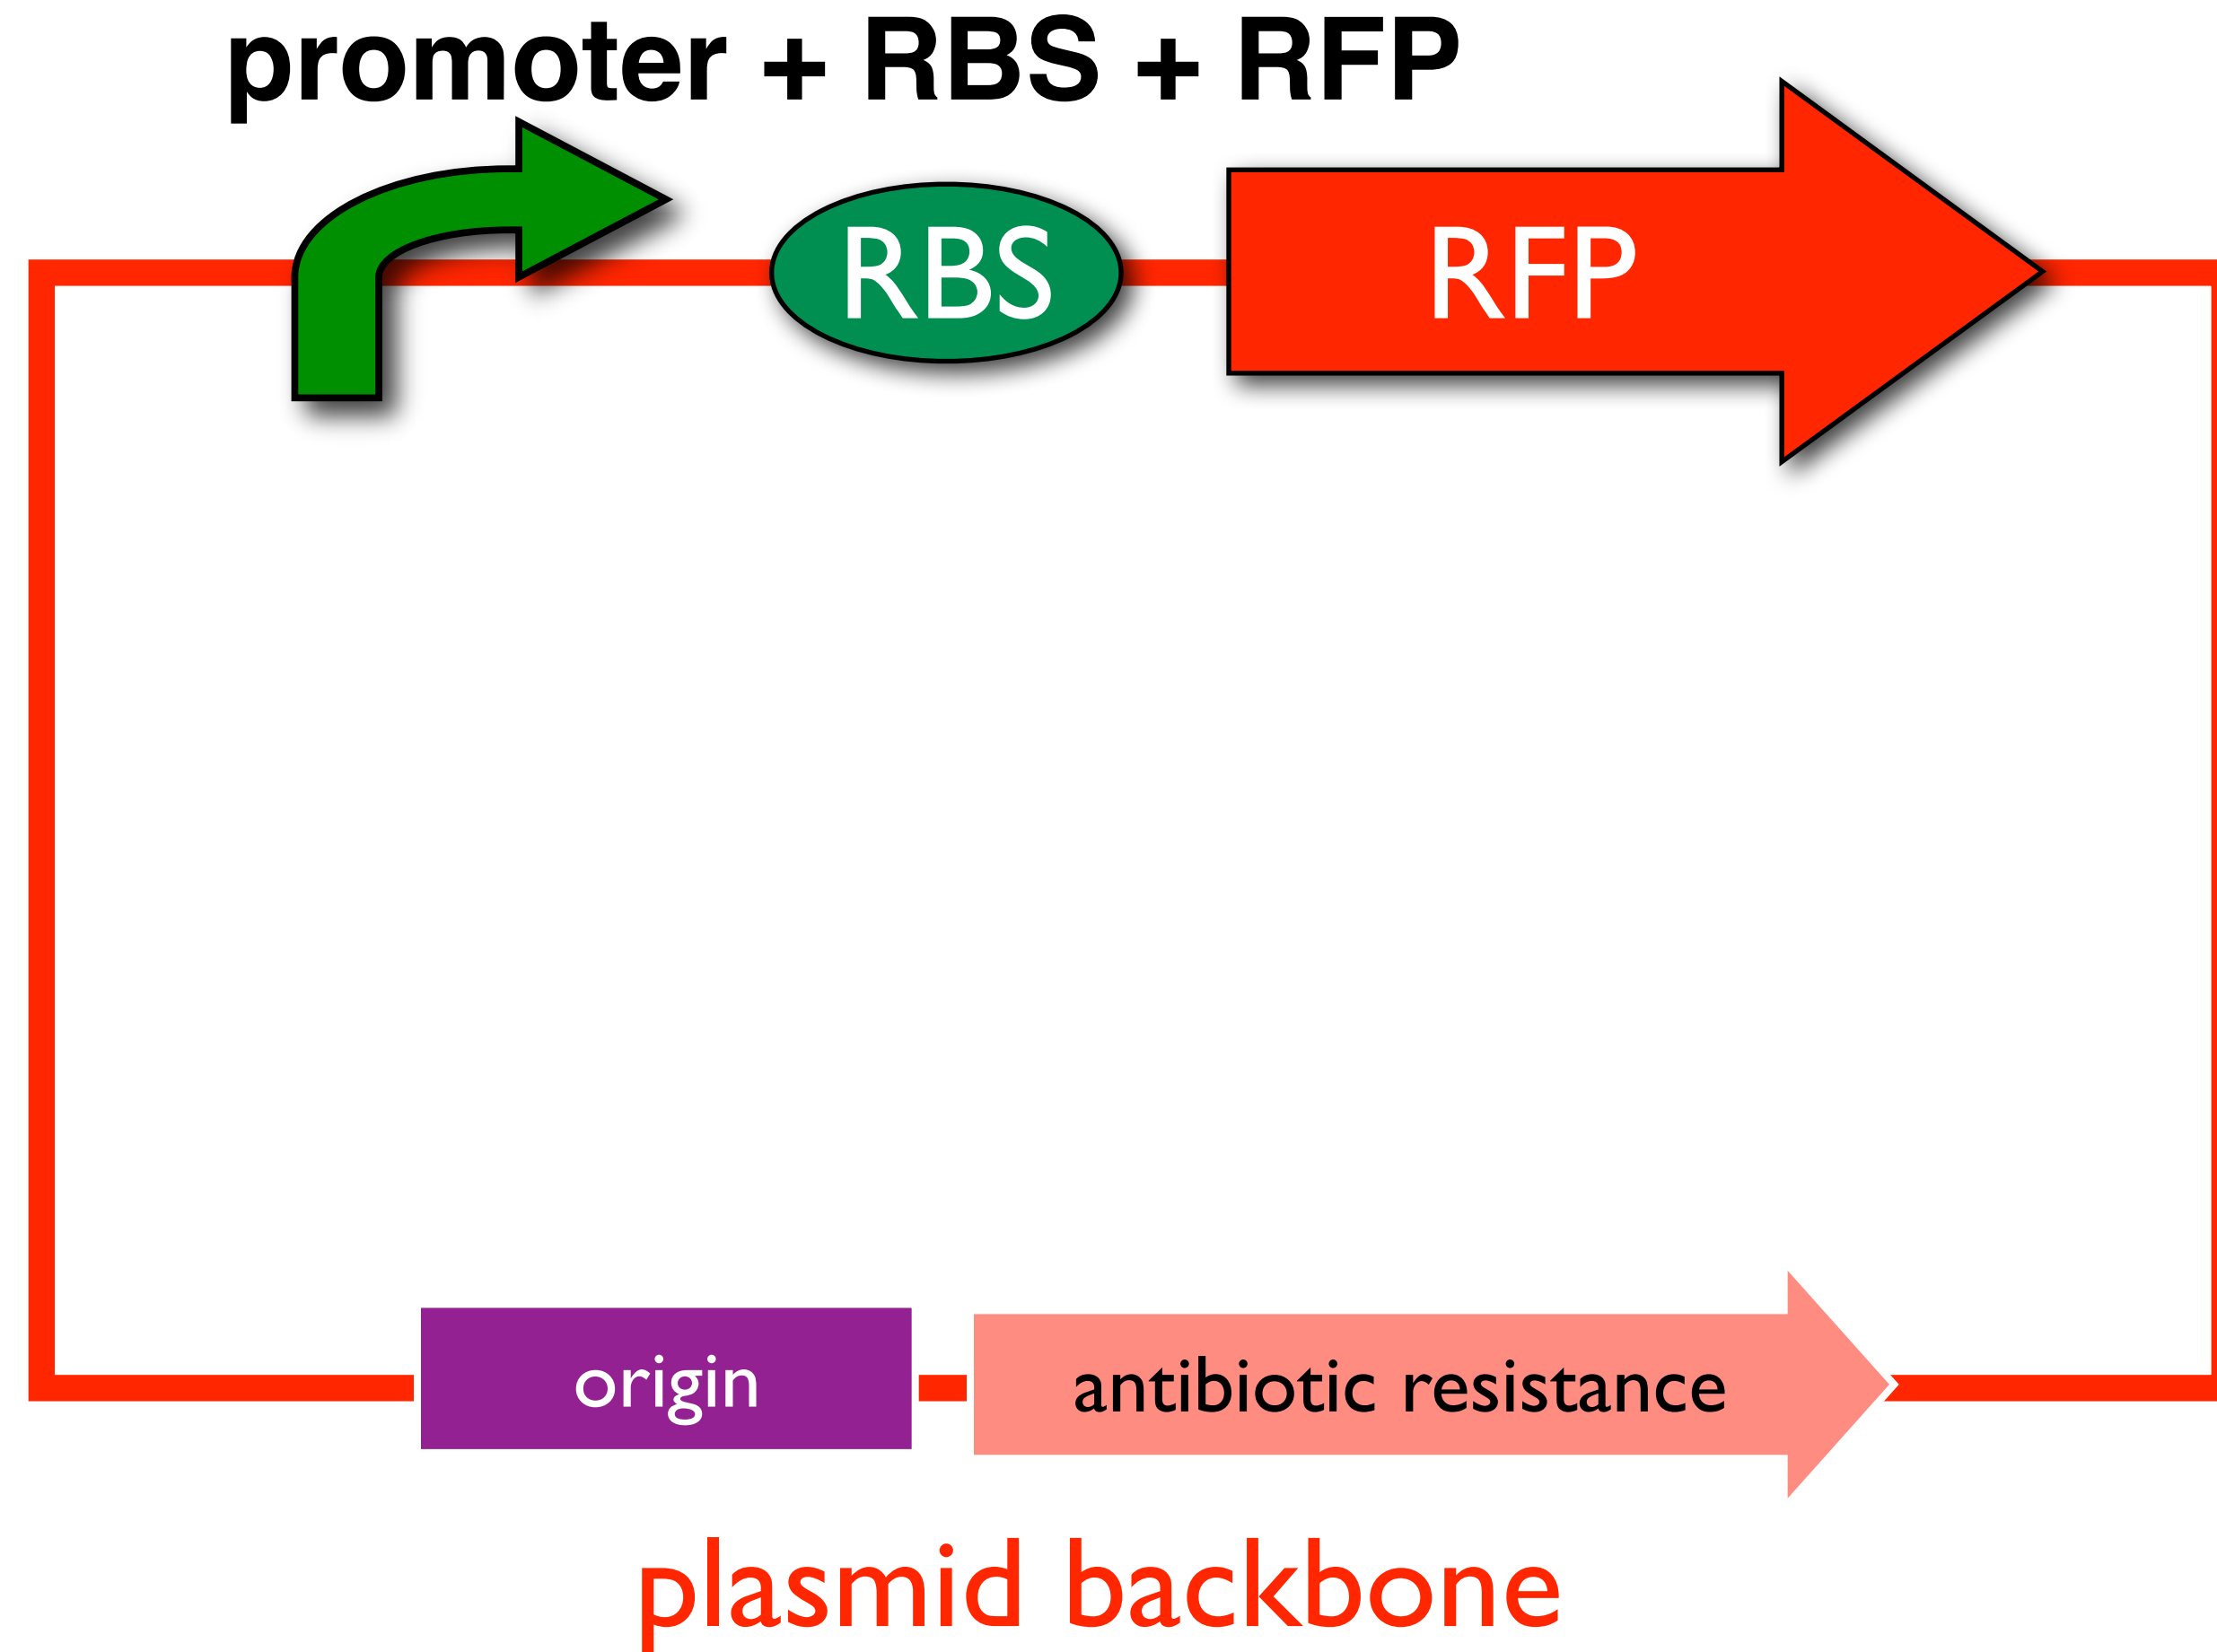 promoter + RBS + RFP
RBS
RFP
origin
antibiotic resistance
plasmid backbone